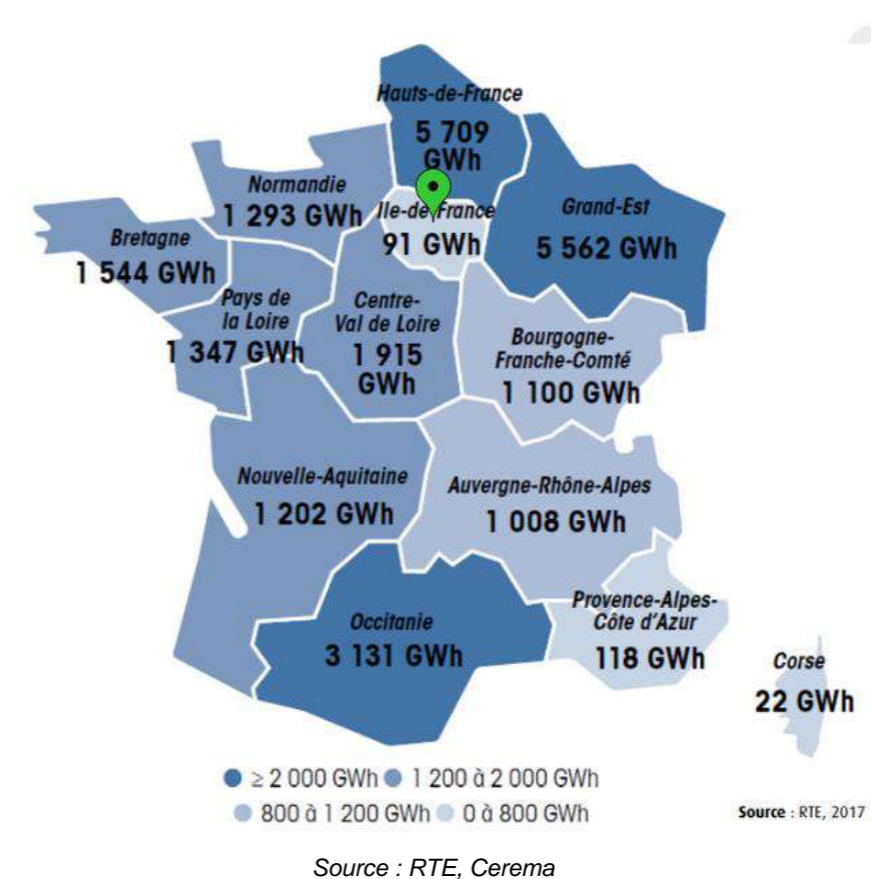 Hauts-de-France
5 709
GWh
Normandie
1 293 GWh
Ile-de-France
91 GWh
Grand-Est
5 562 GWh
Bretagne
1 544 GWh
Pays de
la Loire
1 347 GWh
Centre-
Val de Loire
1 915
GWh
Bourgogne-
Franche-Comté
1 100 GWh
Nouvelle-Aquitaine
1 202 GWh
Auvergne-Rhône-Alpes
1 008 GWh
Occitanie
3 131 GWh
Provence-Alpes-
Côte d'Azur
118 GWh
Corse
22 GWh
≥ 2 000 GWh 1 200 à 2 000 GWh
800 à 1 200 GWh 0 à 800 GWh
Source : RTE, 2017
Source : RTE, Cerema